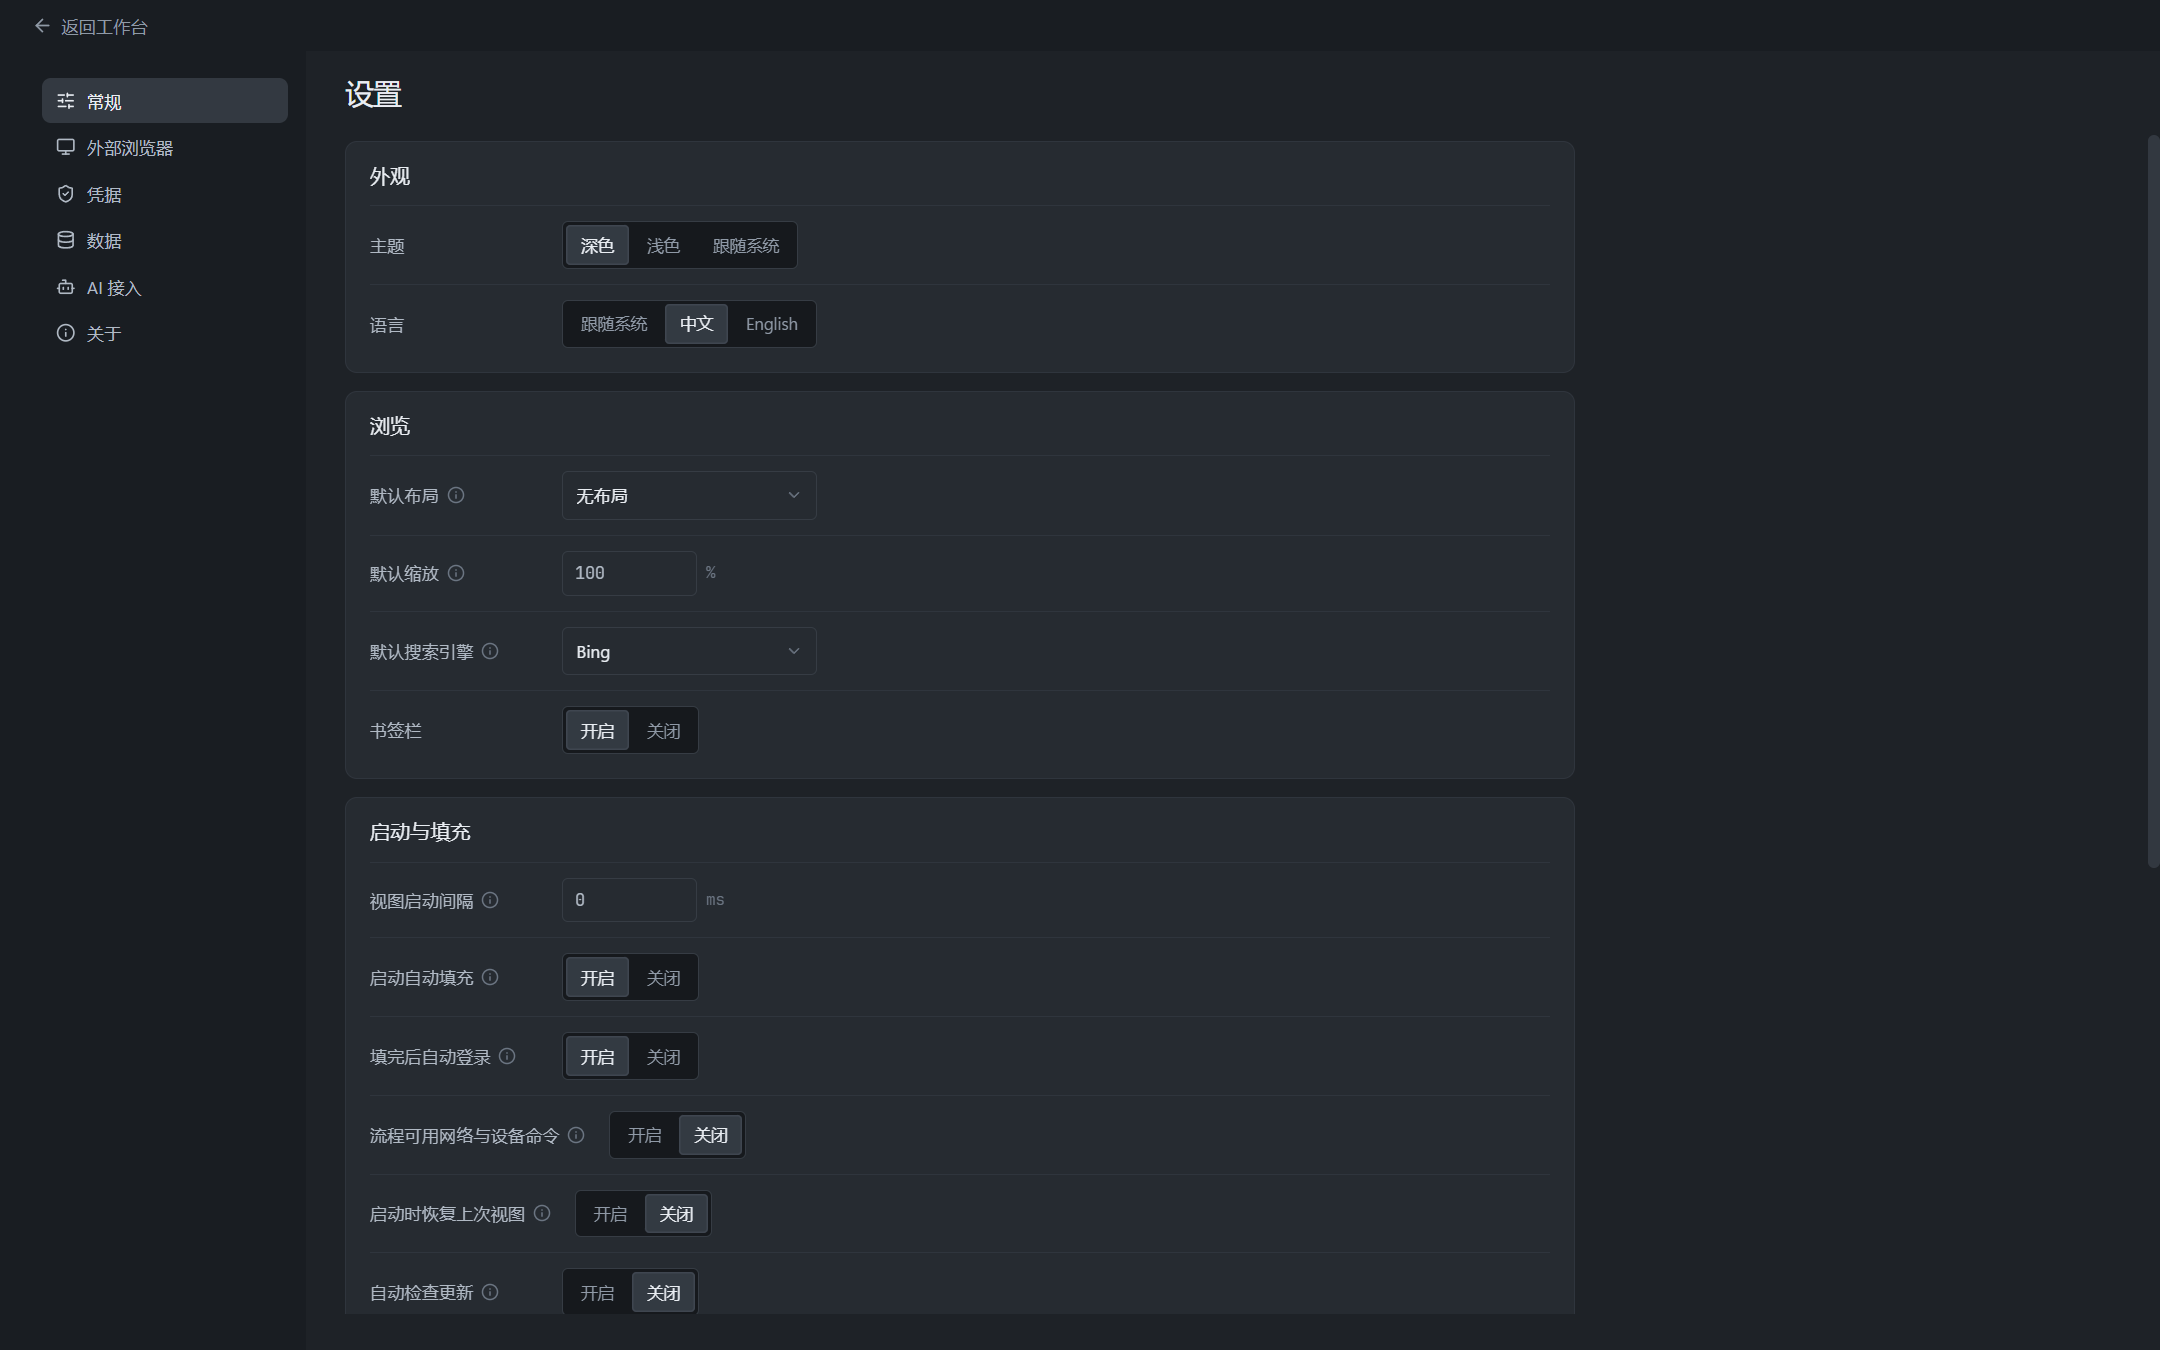 返回工作台
常规
外部浏览器
凭据
数据
AI 接入
关于
设置
外观
主题 深色 浅色 跟随系统
语言 跟随系统 中文 English
浏览
默认布局 无布局
默认缩放 100 %
默认搜索引擎 Bing
书签栏 开启 关闭
启动与填充
视图启动间隔 0 ms
启动自动填充 开启 关闭
填完后自动登录 开启 关闭
流程可用网络与设备命令 开启 关闭
启动时恢复上次视图 开启 关闭
自动检查更新 开启 关闭